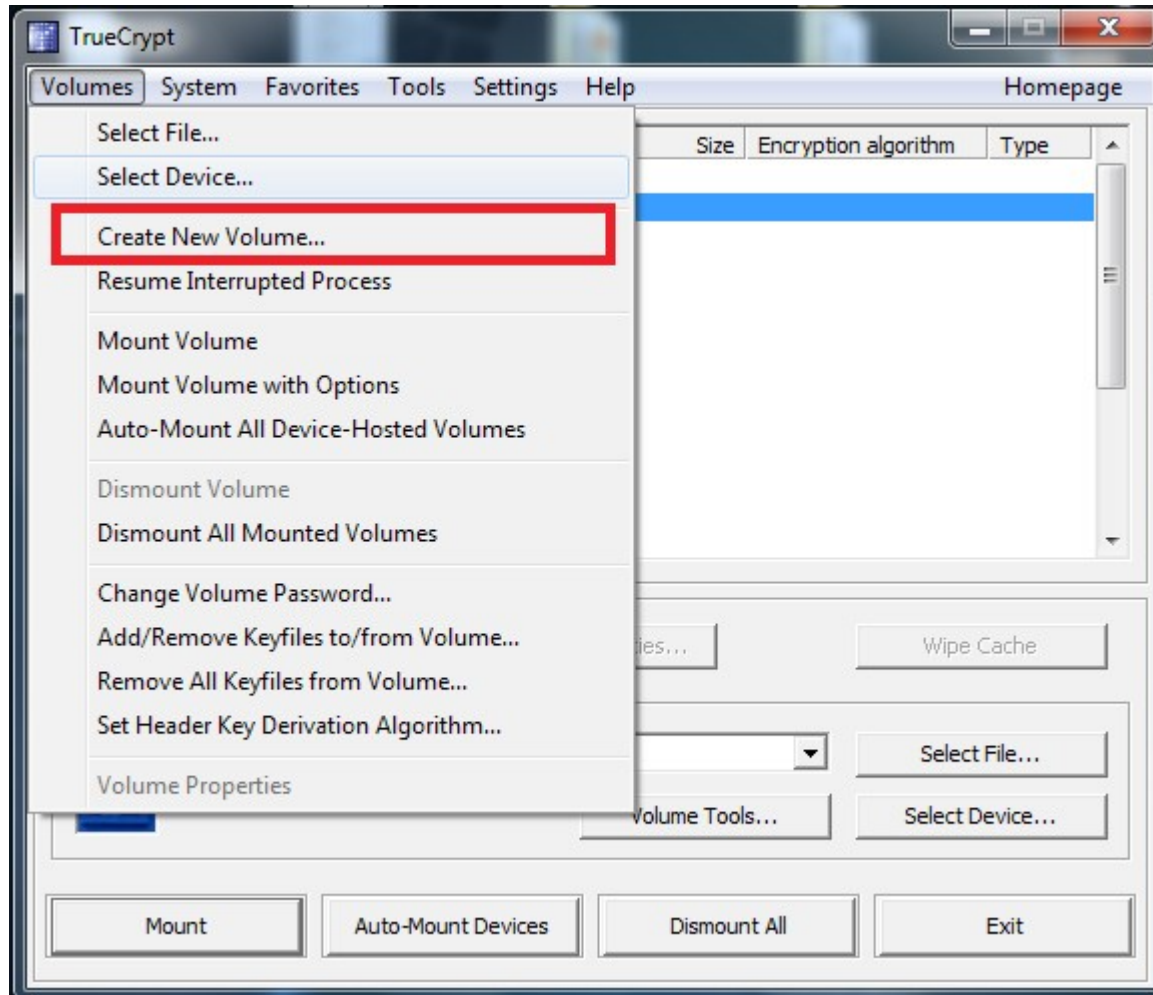 TrueCrypt
Volumes System Favorites Tools Settings Help Homepage
Select File...
Size Encryption algorithm Type
Select Device...
Create New Volume...
Resume Interrupted Process
Mount Volume
Mount Volume with Options
Auto-Mount All Device-Hosted Volumes
Dismount Volume
Dismount All Mounted Volumes
Change Volume Password...
Add/Remove Keyfiles to/from Volume...
Wipe Cache
Remove All Keyfiles from Volume...
Set Header Key Derivation Algorithm...
Select File...
Volume Properties
Volume Tools... Select Device...
Mount Auto-Mount Devices Dismount All Exit